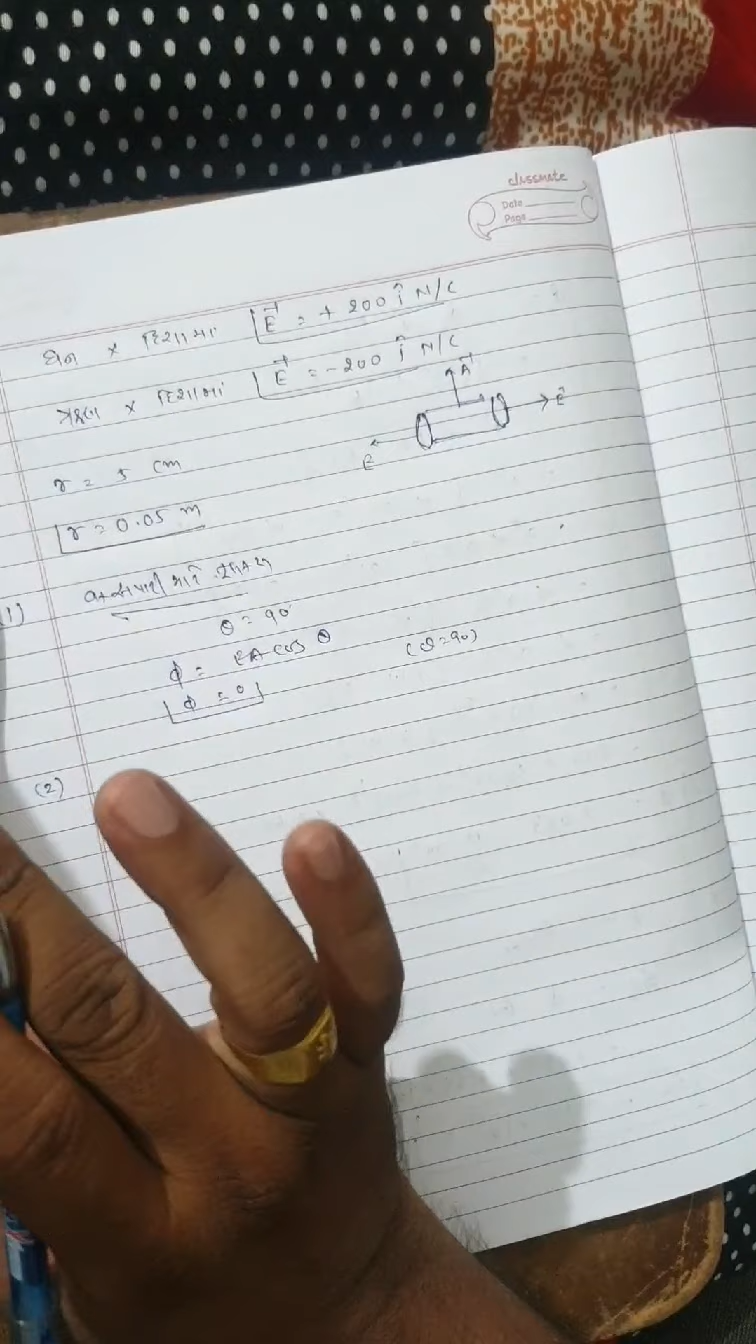 classmate
Date
Page
ધન x દિશામાં E⃗ = + 200 î N/C
ઋણ x દિશામાં E⃗ = - 200 î N/C
A⃗
E⃗
E
r = 5 cm
r = 0.05 m
(1)
θ = 90°
ϕ = EA cos θ (θ=90)
ϕ = 0
(2)